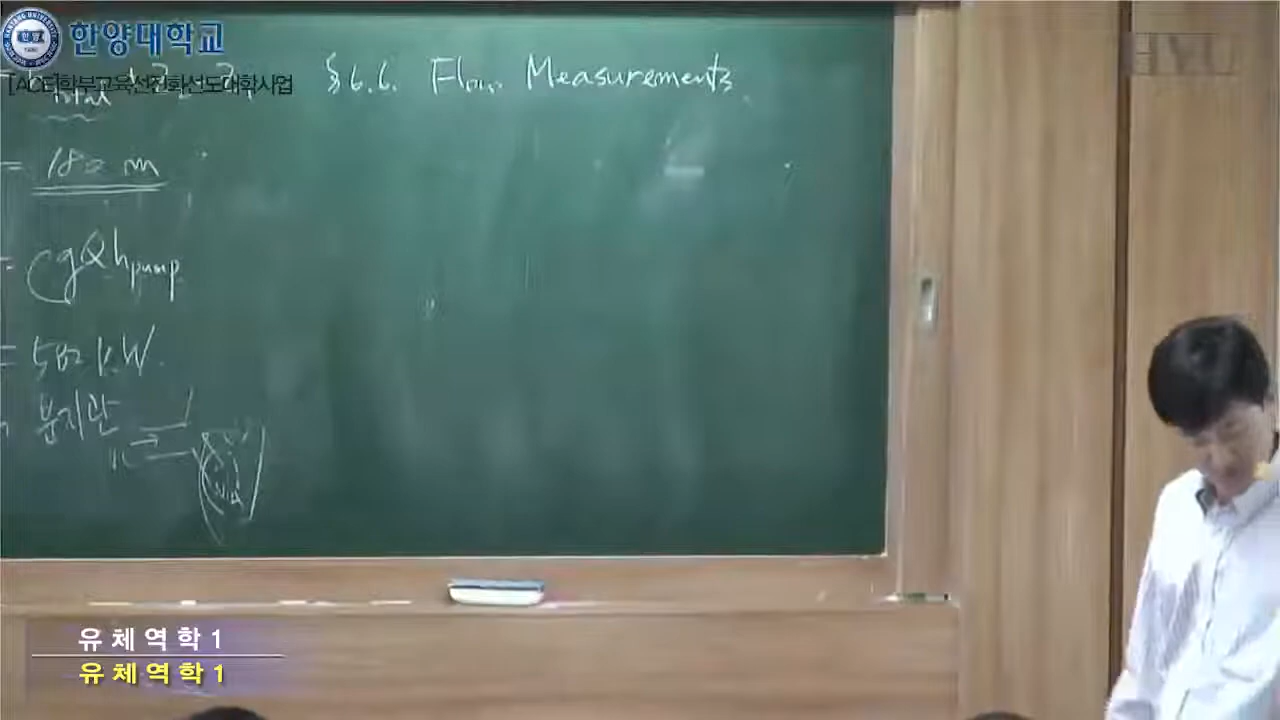 한양대학교
[ACE]학부교육선진화선도대학사업
§6.6. Flow Measurements
= 180 m
gQhpump
= 582 KW.
분지관
유체역학1
유체역학1